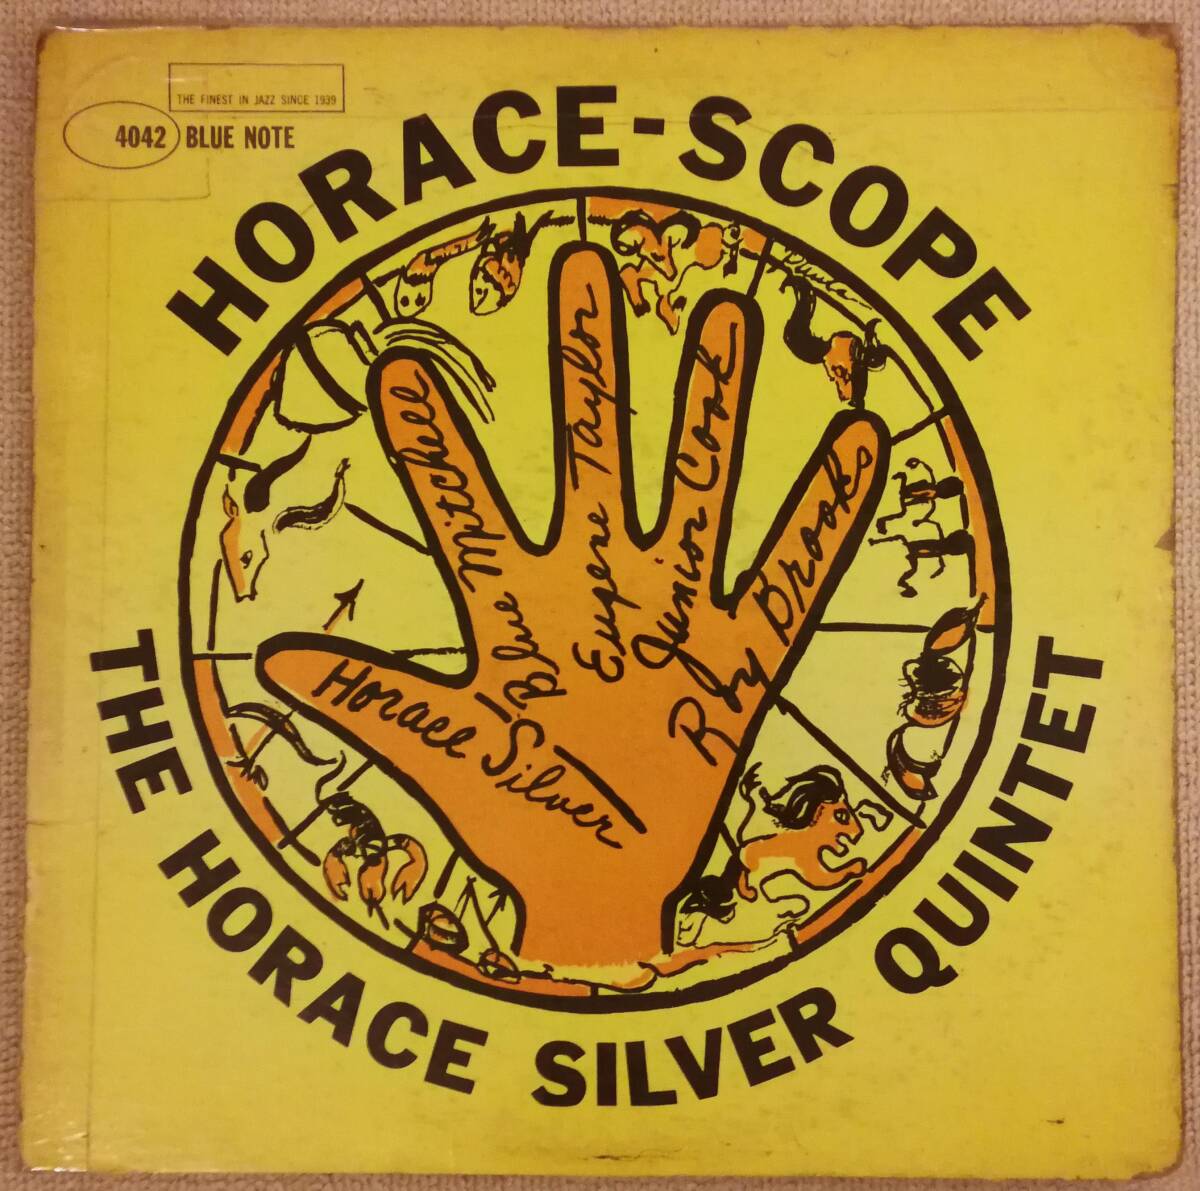 THE FINEST IN JAZZ SINCE 1939
4042 BLUE NOTE
HORACE-SCOPE
Horace Silver
Blue Mitchell
Eugene Taylor
Junior Cook
Roy Brooks
THE HORACE SILVER QUINTET